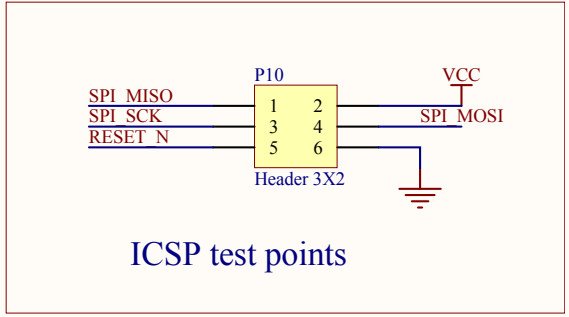 P10
VCC
SPI_MISO
1 2
SPI_SCK
3 4
SPI_MOSI
RESET_N
5 6
Header 3X2
ICSP test points